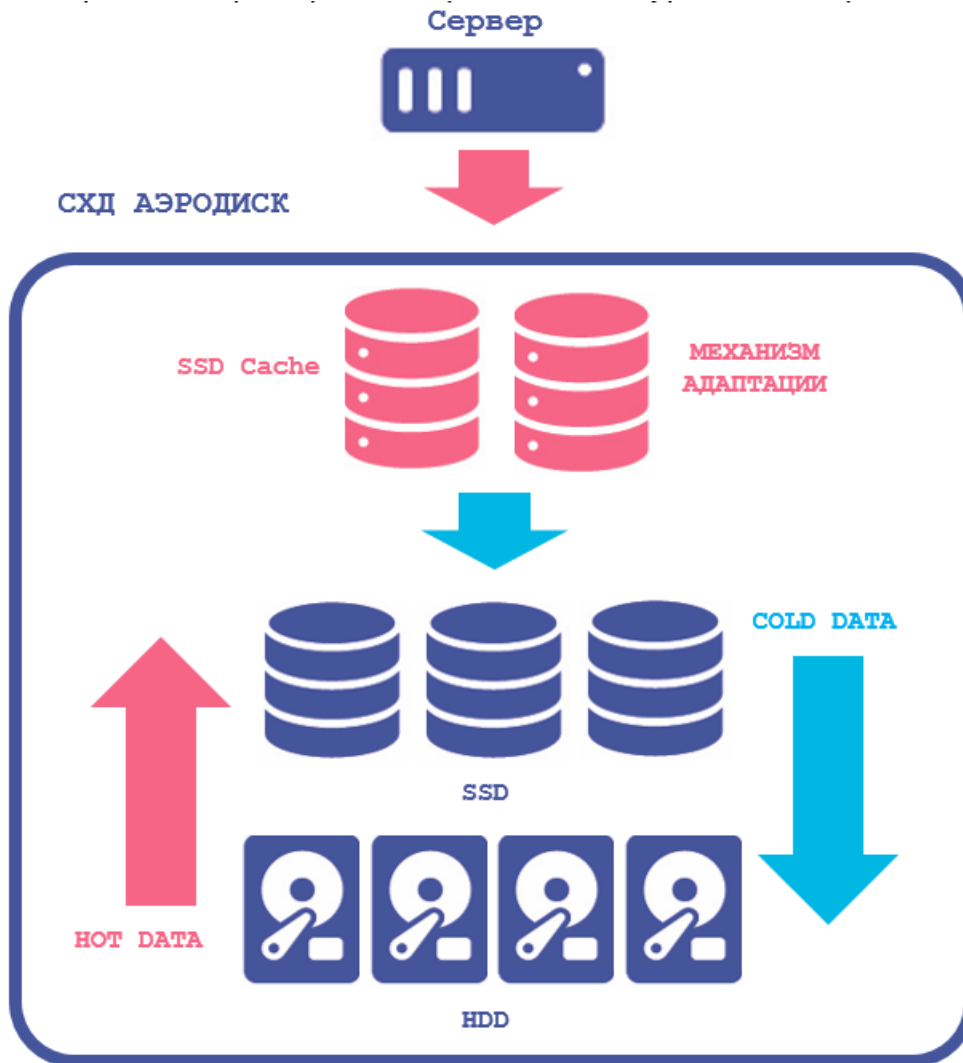 Сервер
СХД АЭРОДИСК
SSD Cache
МЕХАНИЗМ
АДАПТАЦИИ
COLD DATA
SSD
HOT DATA
HDD